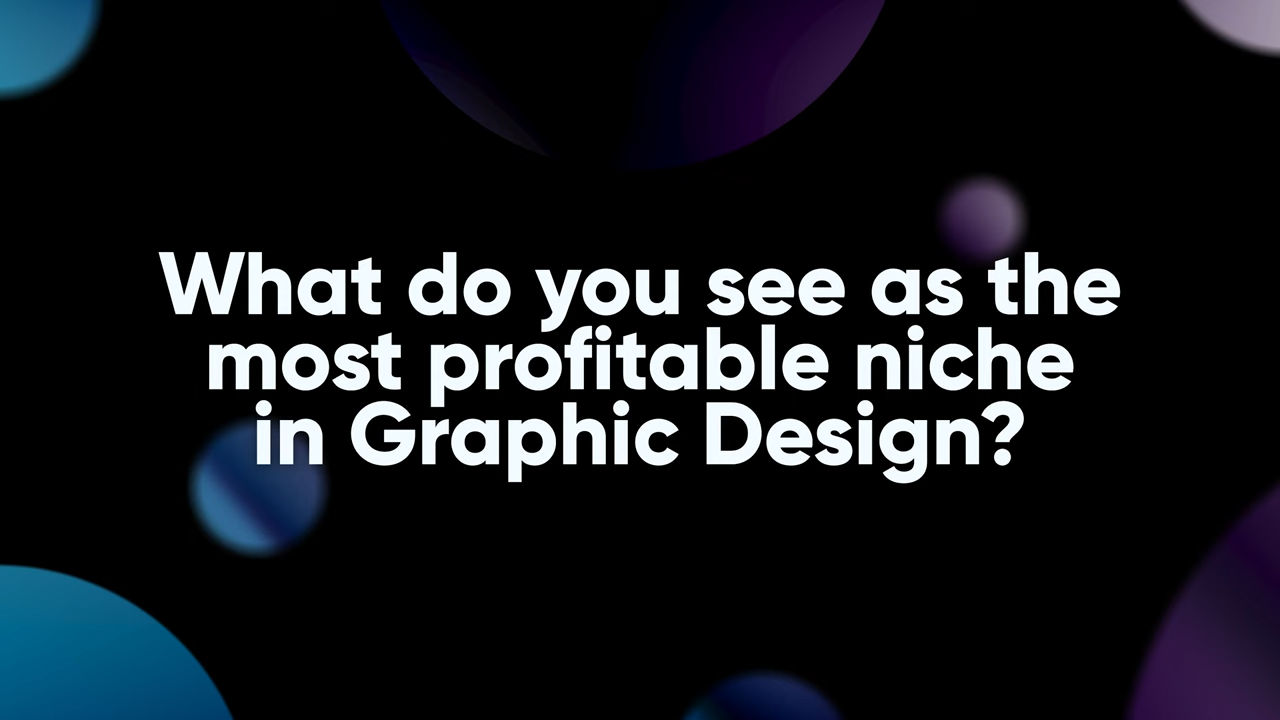 What do you see as the
most profitable niche
in Graphic Design?